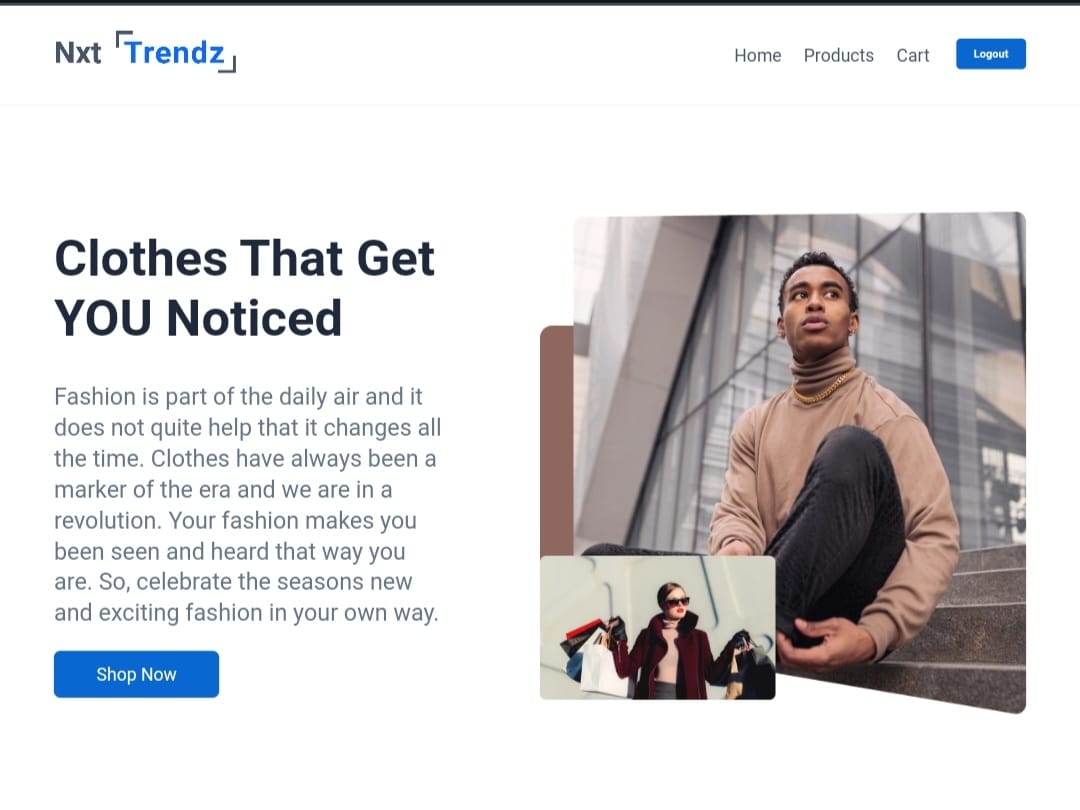 Nxt Trendz
Home Products Cart Logout
Clothes That Get
YOU Noticed
Fashion is part of the daily air and it
does not quite help that it changes all
the time. Clothes have always been a
marker of the era and we are in a
revolution. Your fashion makes you
been seen and heard that way you
are. So, celebrate the seasons new
and exciting fashion in your own way.
Shop Now